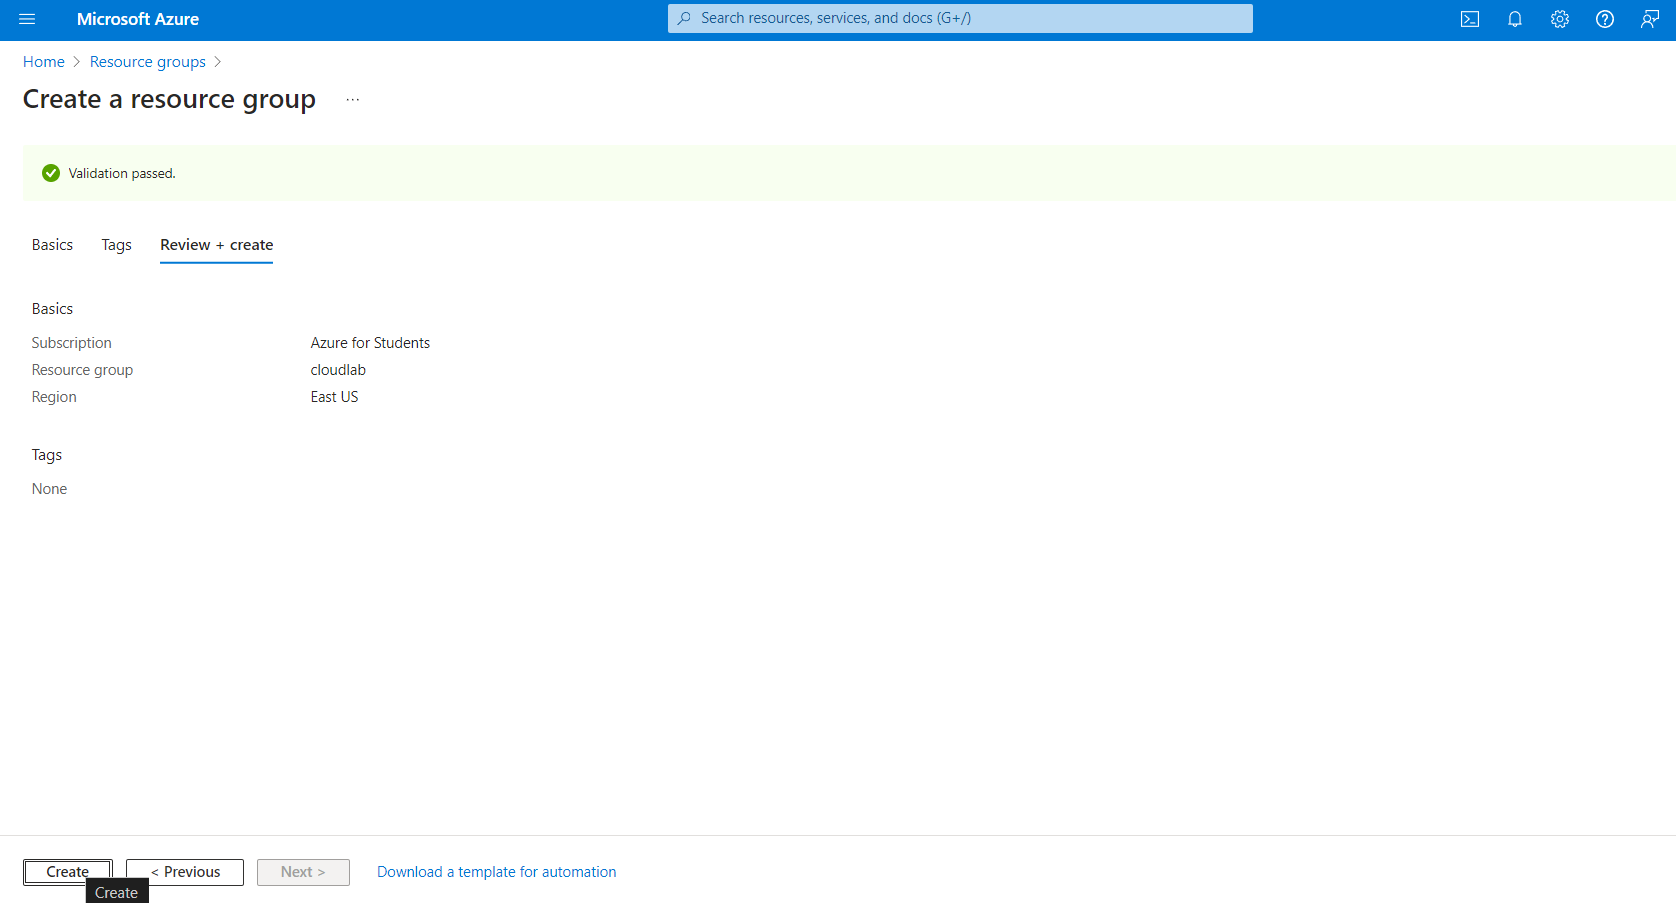 Microsoft Azure
Search resources, services, and docs (G+/)
Home > Resource groups >
Create a resource group ...
Validation passed.
Basics Tags Review + create
Basics
Subscription Azure for Students
Resource group cloudlab
Region East US
Tags
None
Create < Previous Next > Download a template for automation
Create